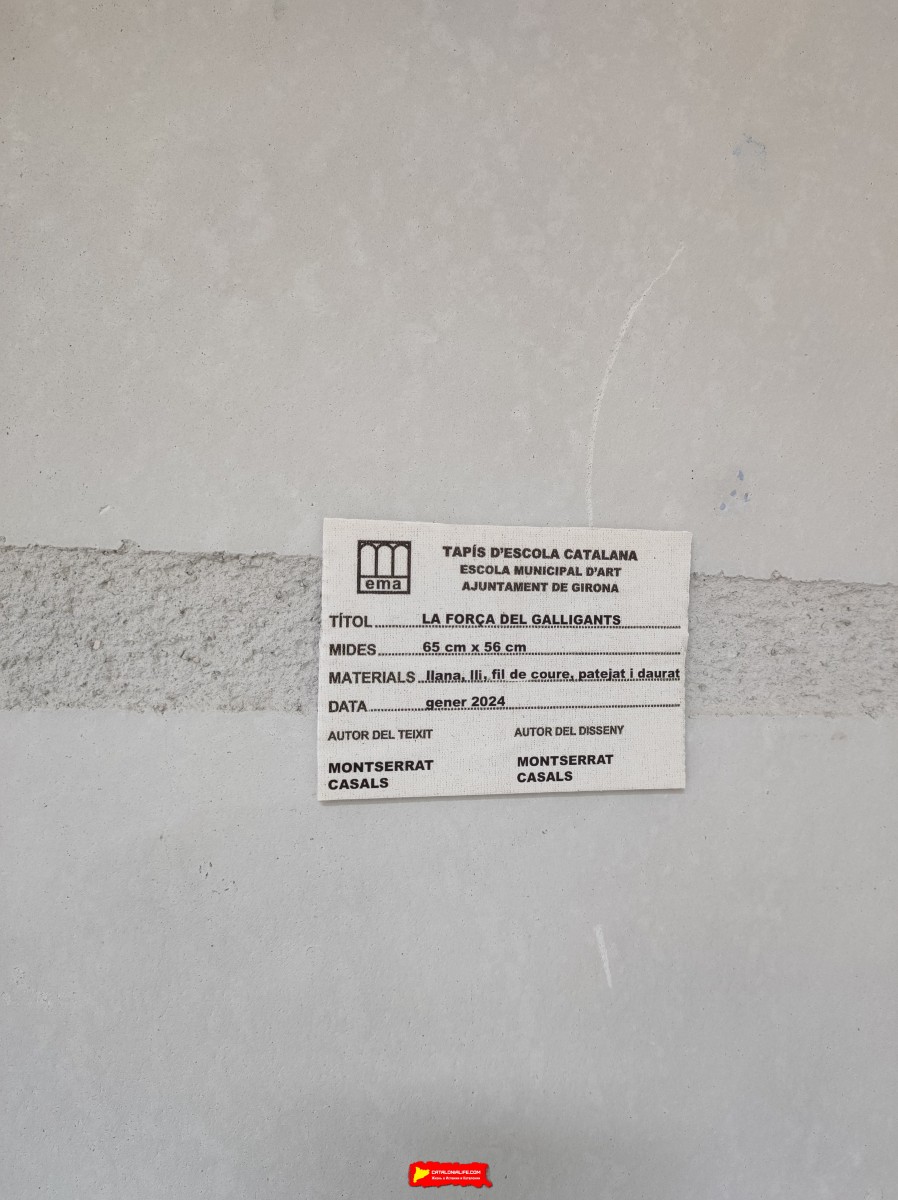 ema
TAPÍS D'ESCOLA CATALANA
ESCOLA MUNICIPAL D'ART
AJUNTAMENT DE GIRONA
TÍTOL LA FORÇA DEL GALLIGANTS
MIDES 65 cm x 56 cm
MATERIALS llana, lli, fil de coure, patejat i daurat
DATA gener 2024
AUTOR DEL TEIXIT
AUTOR DEL DISSENY
MONTSERRAT
CASALS
MONTSERRAT
CASALS
CATALONIALIFE.COM